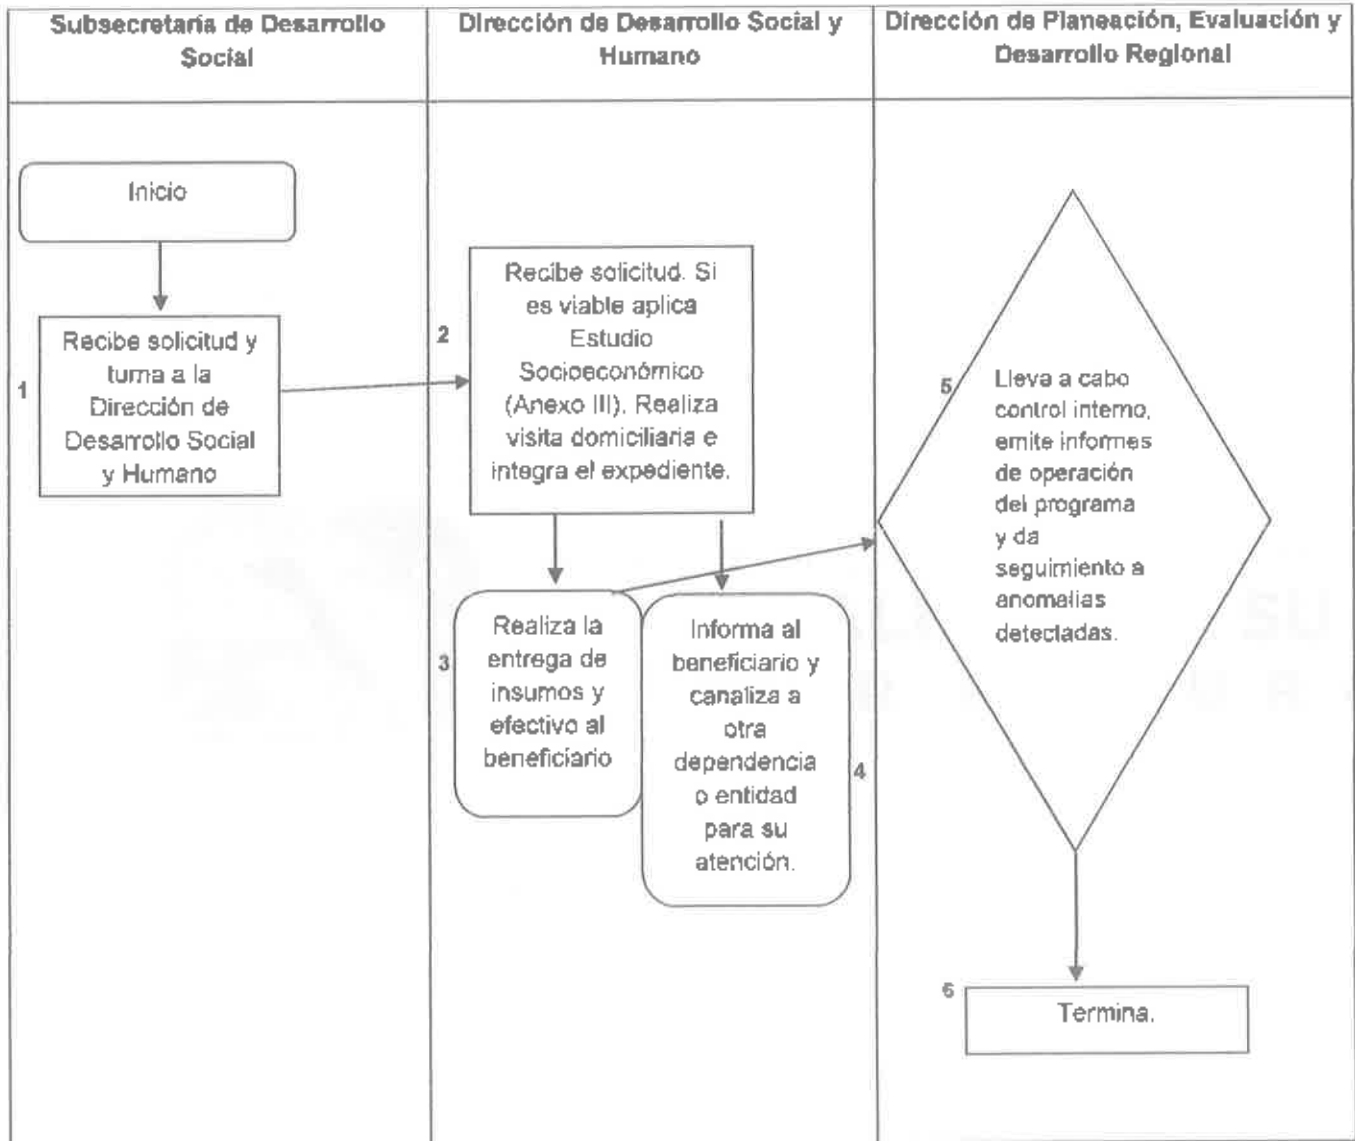 Subsecretaría de Desarrollo
Social
Dirección de Desarrollo Social y
Humano
Dirección de Planeación, Evaluación y
Desarrollo Regional
Inicio
1
Recibe solicitud y
turna a la
Dirección de
Desarrollo Social
y Humano
2
Recibe solicitud. Si
es viable aplica
Estudio
Socioeconómico
(Anexo III). Realiza
visita domiciliaria e
integra el expediente.
3
Realiza la
entrega de
insumos y
efectivo al
beneficiario
Informa al
beneficiario y
canaliza a
otra
dependencia
o entidad
para su
atención.
4
5
Lleva a cabo
control interno,
emite informes
de operación
del programa
y da
seguimiento a
anomalías
detectadas.
6
Termina.